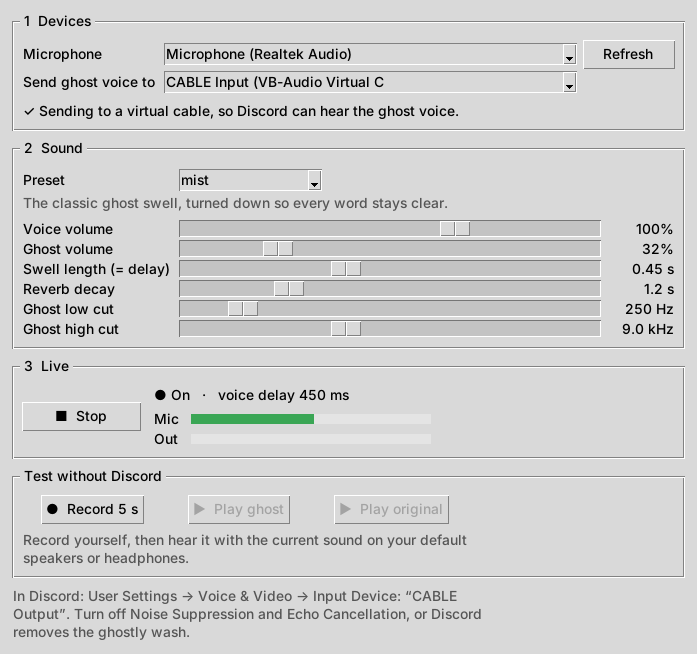 1 Devices
Microphone Microphone (Realtek Audio) Refresh
Send ghost voice to CABLE Input (VB-Audio Virtual C
✓ Sending to a virtual cable, so Discord can hear the ghost voice.
2 Sound
Preset mist
The classic ghost swell, turned down so every word stays clear.
Voice volume 100%
Ghost volume 32%
Swell length (= delay) 0.45 s
Reverb decay 1.2 s
Ghost low cut 250 Hz
Ghost high cut 9.0 kHz
3 Live
● On · voice delay 450 ms
■ Stop
Mic
Out
Test without Discord
● Record 5 s ▶ Play ghost ▶ Play original
Record yourself, then hear it with the current sound on your default
speakers or headphones.
In Discord: User Settings → Voice & Video → Input Device: “CABLE
Output”. Turn off Noise Suppression and Echo Cancellation, or Discord
removes the ghostly wash.